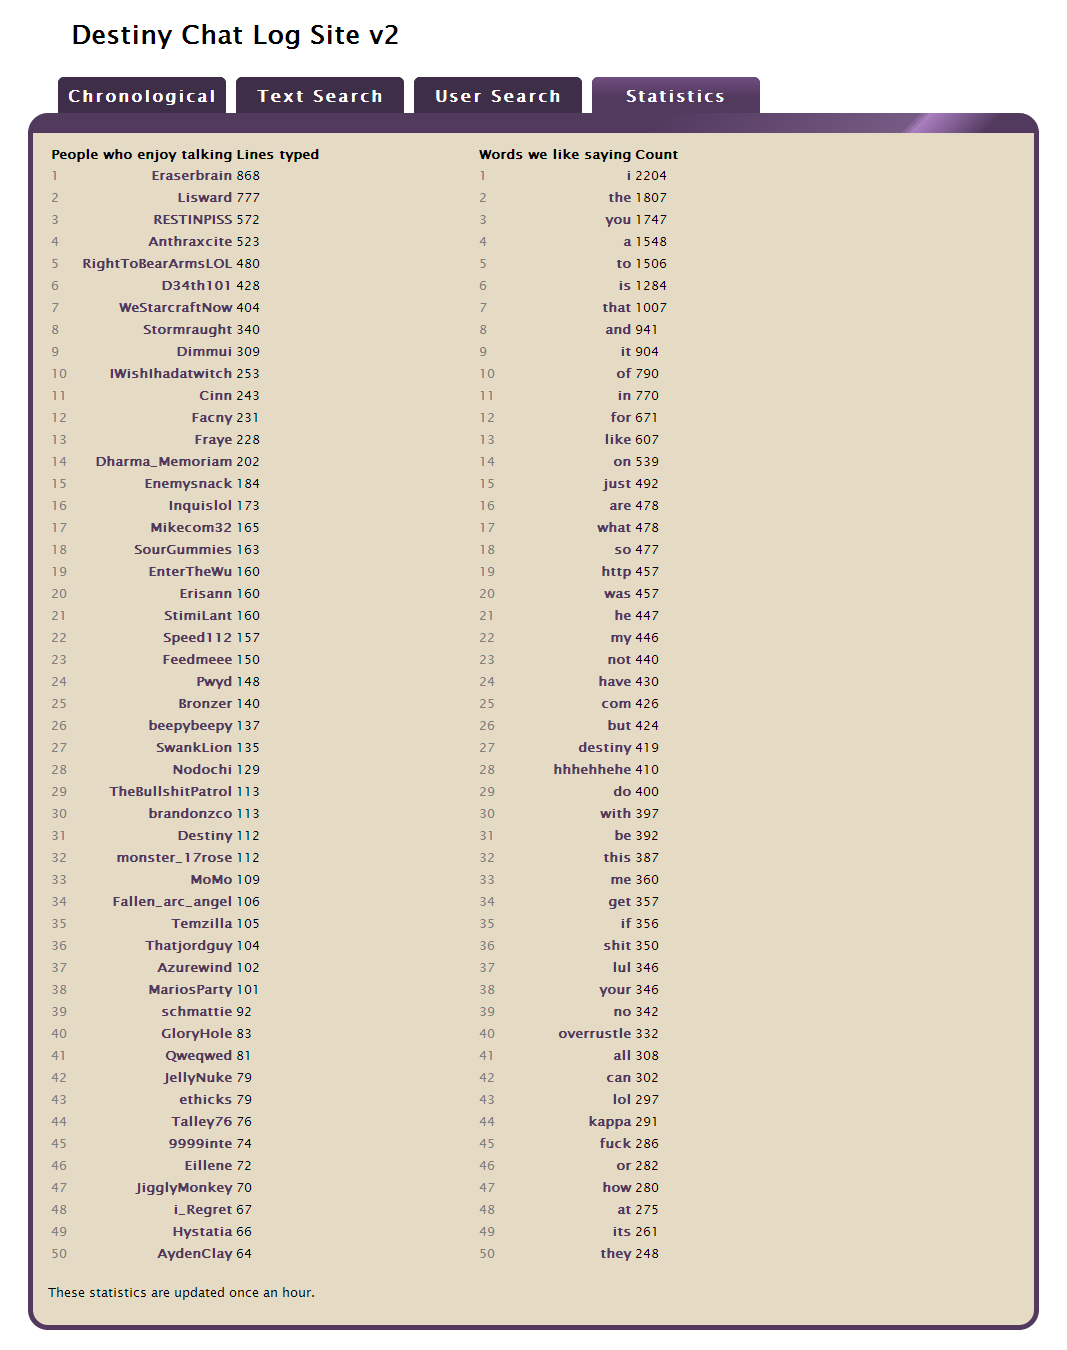 Destiny Chat Log Site v2
Chronological Text Search User Search Statistics
People who enjoy talking Lines typed Words we like saying Count
1 Eraserbrain 868 1 i 2204
2 Lisward 777 2 the 1807
3 RESTINPISS 572 3 you 1747
4 Anthraxcite 523 4 a 1548
5 RightToBearArmsLOL 480 5 to 1506
6 D34th101 428 6 is 1284
7 WeStarcraftNow 404 7 that 1007
8 Stormraught 340 8 and 941
9 Dimmui 309 9 it 904
10 IWishIhadatwitch 253 10 of 790
11 Cinn 243 11 in 770
12 Facny 231 12 for 671
13 Fraye 228 13 like 607
14 Dharma_Memoriam 202 14 on 539
15 Enemysnack 184 15 just 492
16 Inquislol 173 16 are 478
17 Mikecom32 165 17 what 478
18 SourGummies 163 18 so 477
19 EnterTheWu 160 19 http 457
20 Erisann 160 20 was 457
21 StimiLant 160 21 he 447
22 Speed112 157 22 my 446
23 Feedmeee 150 23 not 440
24 Pwyd 148 24 have 430
25 Bronzer 140 25 com 426
26 beepybeepy 137 26 but 424
27 SwankLion 135 27 destiny 419
28 Nodochi 129 28 hhhehhehe 410
29 TheBullshitPatrol 113 29 do 400
30 brandonzco 113 30 with 397
31 Destiny 112 31 be 392
32 monster_17rose 112 32 this 387
33 MoMo 109 33 me 360
34 Fallen_arc_angel 106 34 get 357
35 Temzilla 105 35 if 356
36 Thatjordguy 104 36 shit 350
37 Azurewind 102 37 lul 346
38 MariosParty 101 38 your 346
39 schmattie 92 39 no 342
40 GloryHole 83 40 overrustle 332
41 Qweqwed 81 41 all 308
42 JellyNuke 79 42 can 302
43 ethicks 79 43 lol 297
44 Talley76 76 44 kappa 291
45 9999inte 74 45 fuck 286
46 Eillene 72 46 or 282
47 JigglyMonkey 70 47 how 280
48 i_Regret 67 48 at 275
49 Hystatia 66 49 its 261
50 AydenClay 64 50 they 248
These statistics are updated once an hour.